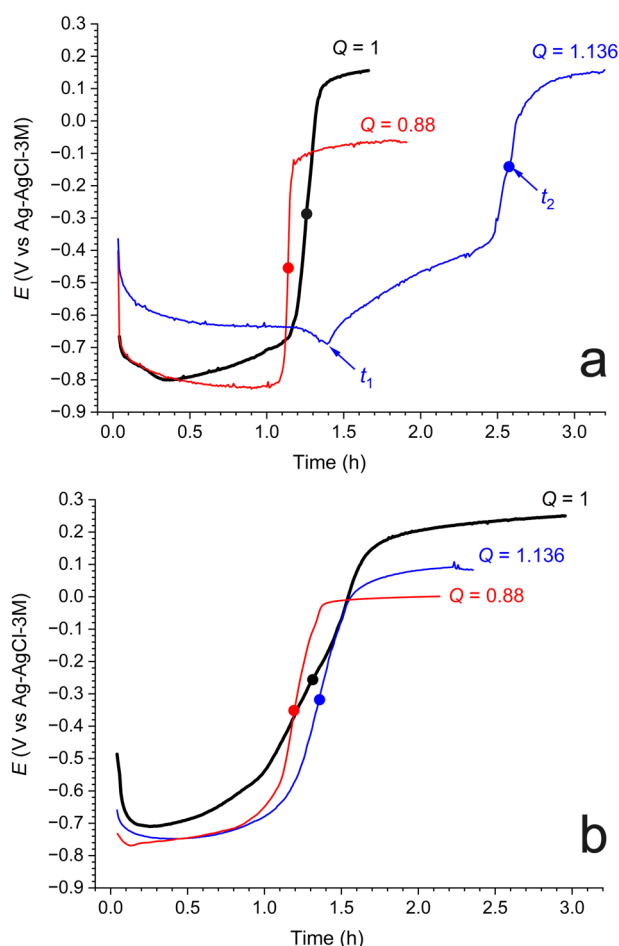 0.3
0.2
0.1
0.0
−0.1
−0.2
−0.3
−0.4
−0.5
−0.6
−0.7
−0.8
−0.9
E (V vs Ag-AgCl-3M)
Q = 1
Q = 1.136
Q = 0.88
t2
t1
a
0.0 0.5 1.0 1.5 2.0 2.5 3.0
Time (h)
0.3
0.2
0.1
0.0
−0.1
−0.2
−0.3
−0.4
−0.5
−0.6
−0.7
−0.8
−0.9
E (V vs Ag-AgCl-3M)
Q = 1
Q = 1.136
Q = 0.88
b
0.0 0.5 1.0 1.5 2.0 2.5 3.0
Time (h)